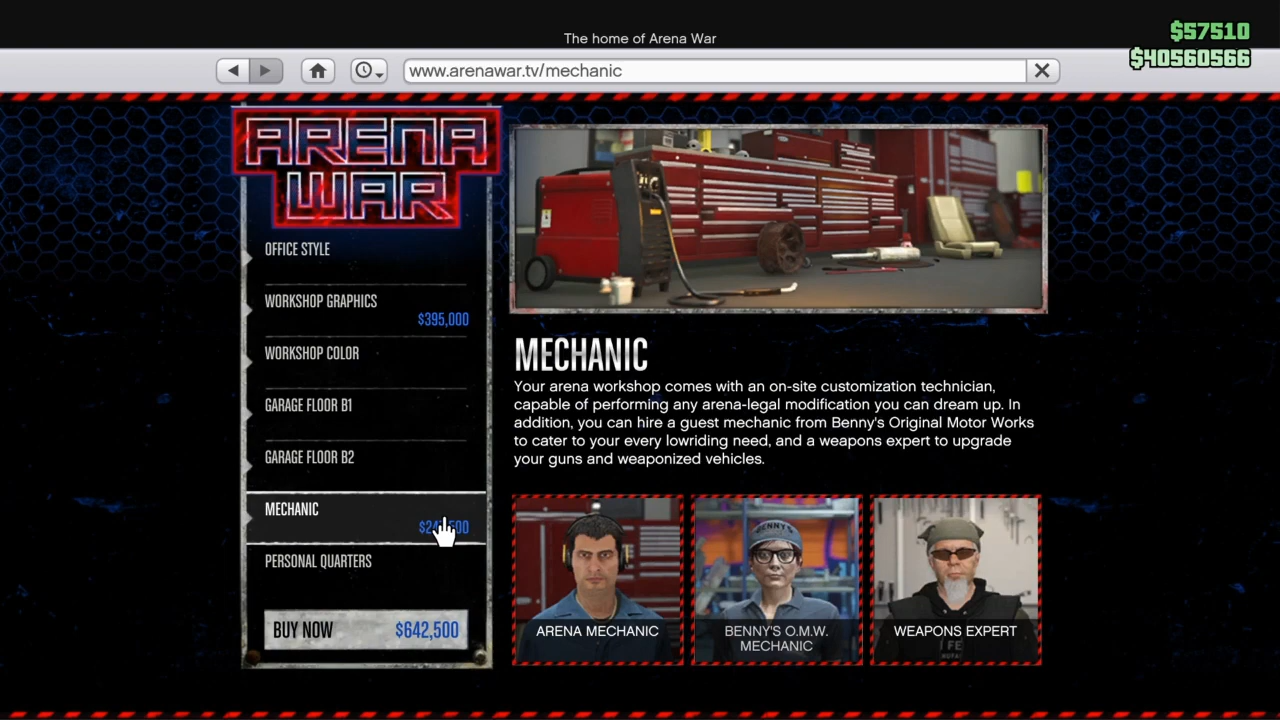 The home of Arena War
$57510
$40560566
www.arenawar.tv/mechanic
ARENA
WAR
OFFICE STYLE
WORKSHOP GRAPHICS
$395,000
WORKSHOP COLOR
GARAGE FLOOR B1
GARAGE FLOOR B2
MECHANIC
PERSONAL QUARTERS
BUY NOW $642,500
MECHANIC
Your arena workshop comes with an on-site customization technician,
capable of performing any arena-legal modification you can dream up. In
addition, you can hire a guest mechanic from Benny's Original Motor Works
to cater to your every lowriding need, and a weapons expert to upgrade
your guns and weaponized vehicles.
BENNY'S
ARENA MECHANIC
BENNY'S O.M.W.
MECHANIC
WEAPONS EXPERT